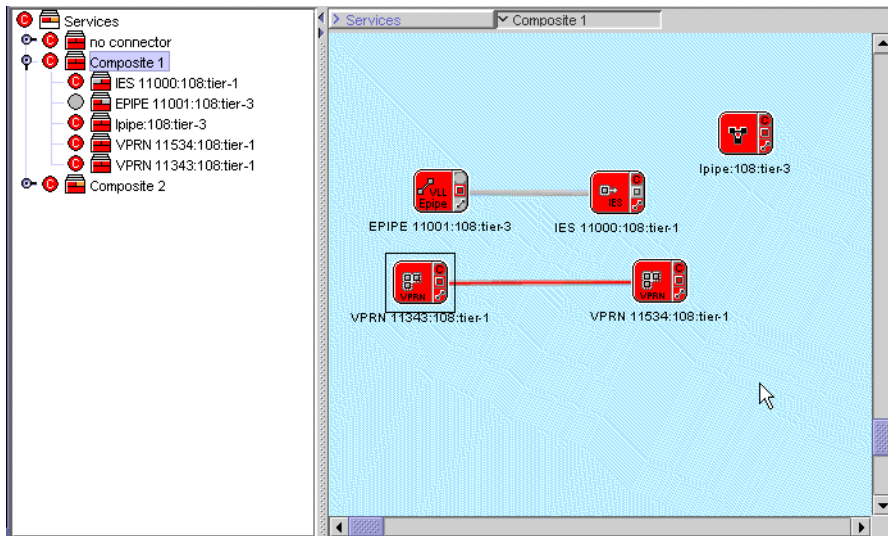 Services
no connector
Composite 1
IES 11000:108:tier-1
EPIPE 11001:108:tier-3
Ipipe:108:tier-3
VPRN 11534:108:tier-1
VPRN 11343:108:tier-1
Composite 2
Services
Composite 1
C
Ipipe:108:tier-3
VLL
Epipe
EPIPE 11001:108:tier-3
C
IES
IES 11000:108:tier-1
C
VPRN
VPRN 11343:108:tier-1
C
VPRN
VPRN 11534:108:tier-1